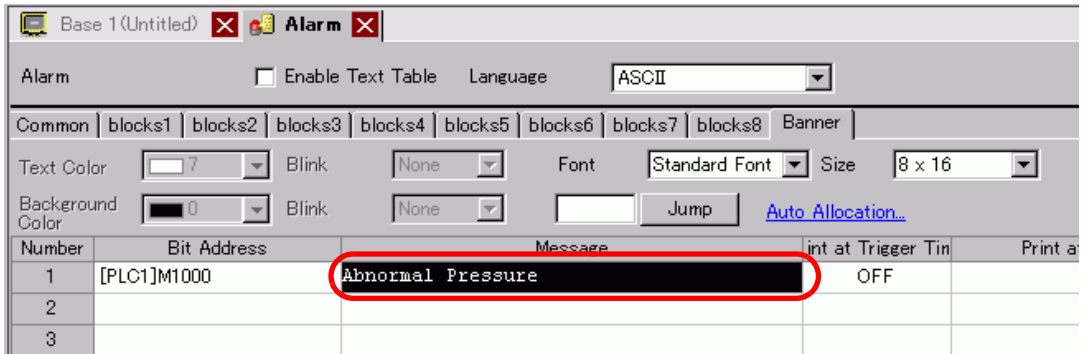 Base 1(Untitled) Alarm
Alarm Enable Text Table Language ASCII
Common blocks1 blocks2 blocks3 blocks4 blocks5 blocks6 blocks7 blocks8 Banner
Text Color 7 Blink None Font Standard Font Size 8 x 16
Background Color 0 Blink None Jump Auto Allocation...
Number Bit Address Message int at Trigger Tin Print a
1 [PLC1]M1000 Abnormal Pressure OFF
2
3